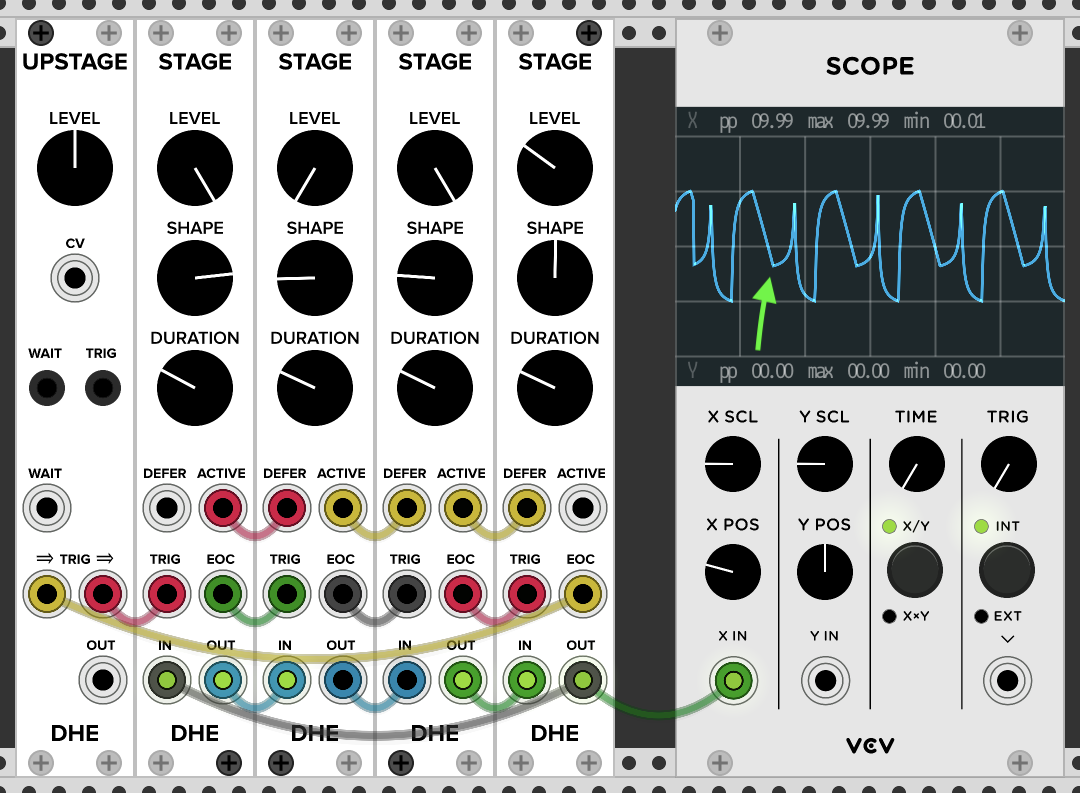 UPSTAGE STAGE STAGE STAGE STAGE
SCOPE
LEVEL LEVEL LEVEL LEVEL LEVEL
X pp 09.99 max 09.99 min 00.01
SHAPE SHAPE SHAPE SHAPE
CV
DURATION DURATION DURATION DURATION
WAIT TRIG
Y pp 00.00 max 00.00 min 00.00
X SCL Y SCL TIME TRIG
WAIT DEFER ACTIVE DEFER ACTIVE DEFER ACTIVE DEFER ACTIVE
X POS Y POS X/Y INT
⇒ TRIG ⇒ TRIG EOC TRIG EOC TRIG EOC TRIG EOC
X×Y EXT
X IN Y IN
OUT IN OUT IN OUT IN OUT IN OUT
DHE DHE DHE DHE DHE
VCV